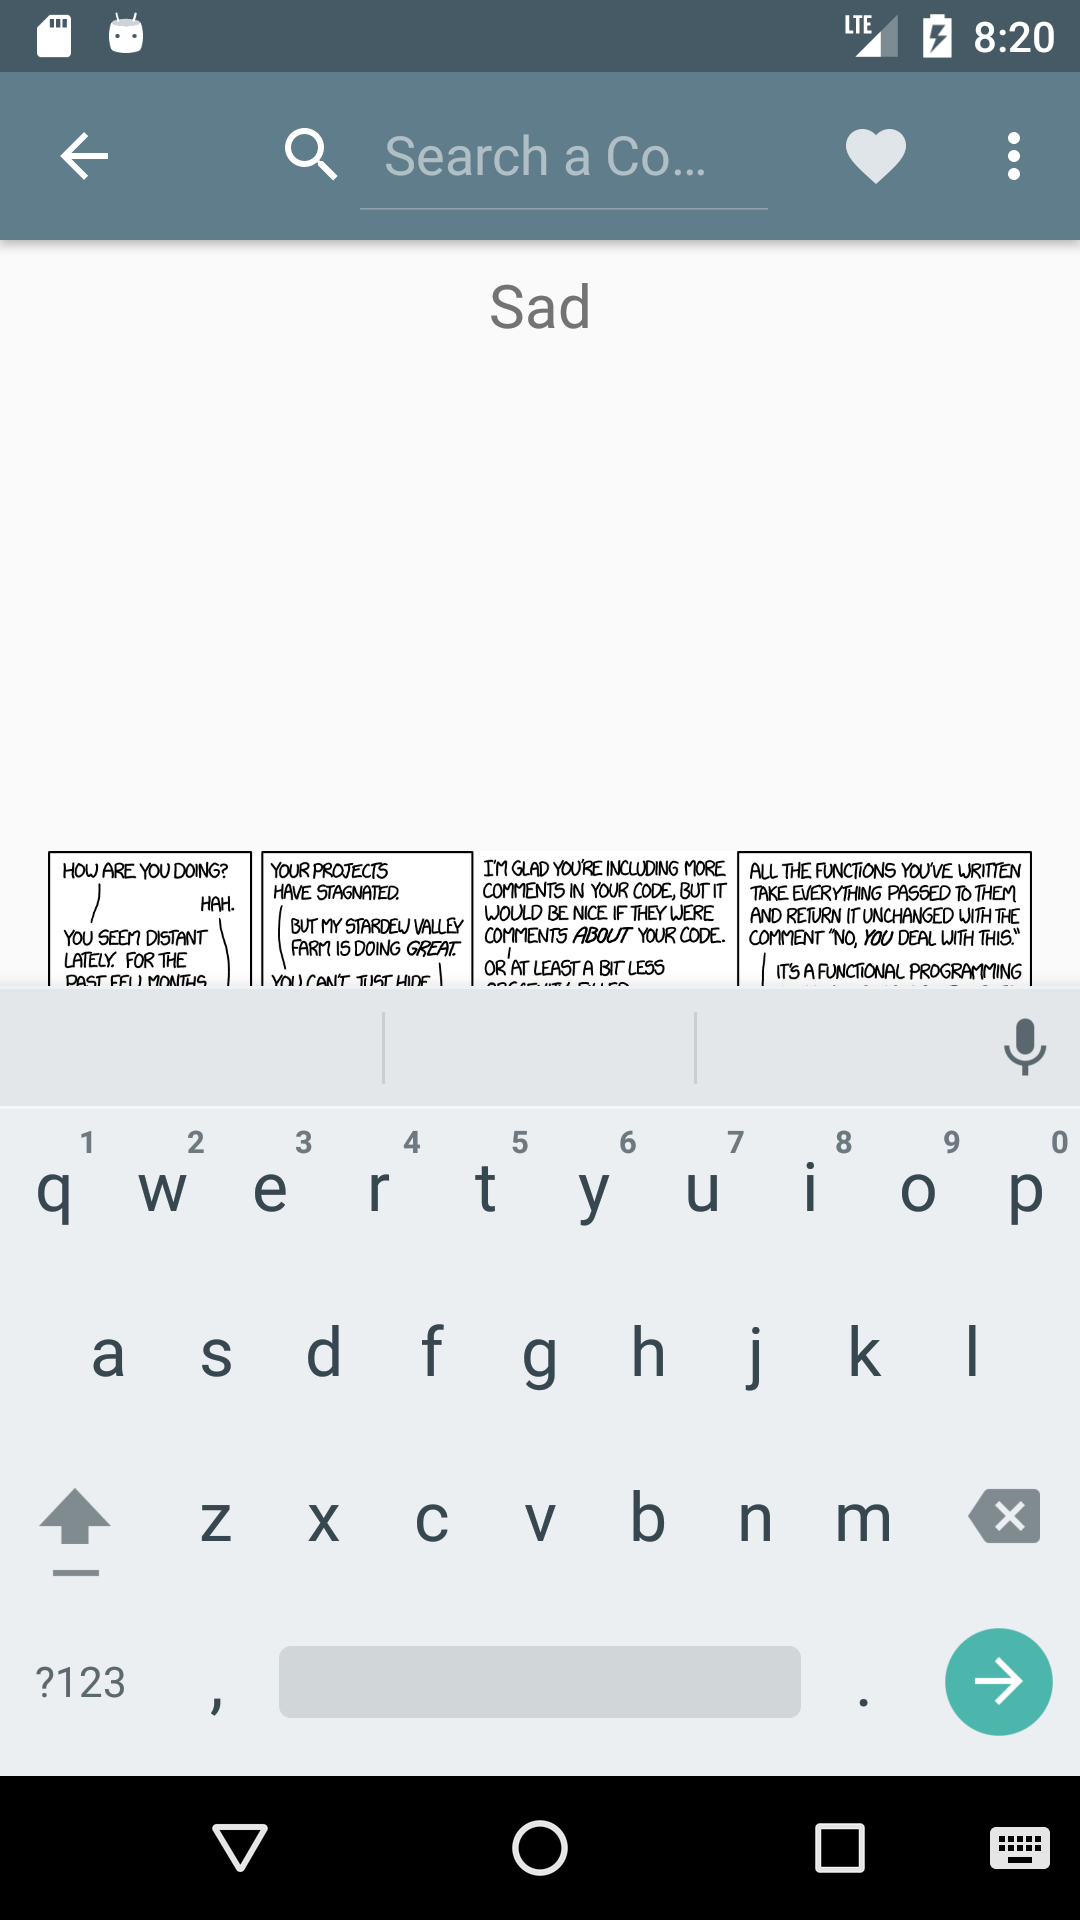 LTE 8:20
Search a Co...
Sad
HOW ARE YOU DOING?
HAH.
YOU SEEM DISTANT
LATELY. FOR THE
PAST FEW MONTHS
YOUR PROJECTS
HAVE STAGNATED.
BUT MY STARDEW VALLEY
FARM IS DOING GREAT.
YOU CAN'T JUST HIDE
I'M GLAD YOU'RE INCLUDING MORE
COMMENTS IN YOUR CODE, BUT IT
WOULD BE NICE IF THEY WERE
COMMENTS ABOUT YOUR CODE.
OR AT LEAST A BIT LESS
ALL THE FUNCTIONS YOU'VE WRITTEN
TAKE EVERYTHING PASSED TO THEM
AND RETURN IT UNCHANGED WITH THE
COMMENT "NO, YOU DEAL WITH THIS."
IT'S A FUNCTIONAL PROGRAMMING
1 2 3 4 5 6 7 8 9 0
q w e r t y u i o p
a s d f g h j k l
z x c v b n m
?123 , .